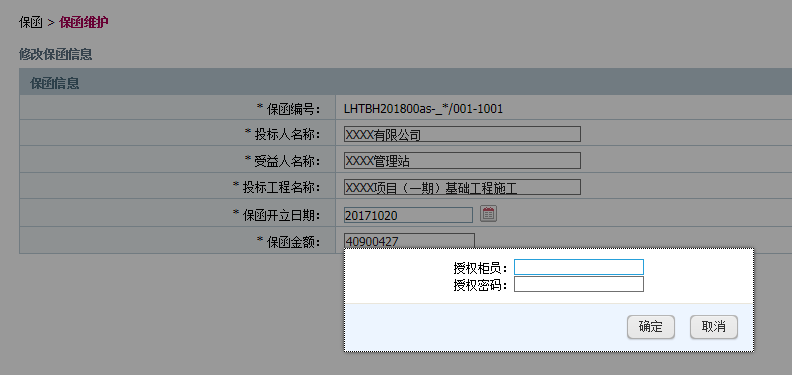 保函 > 保函维护
修改保函信息
保函信息
* 保函编号： LHTBH201800as-_*/001-1001
* 投标人名称： XXXX有限公司
* 受益人名称： XXXX管理站
* 投标工程名称： XXXX项目（一期）基础工程施工
* 保函开立日期： 20171020
* 保函金额： 40900427
授权柜员：
授权密码：
确定 取消